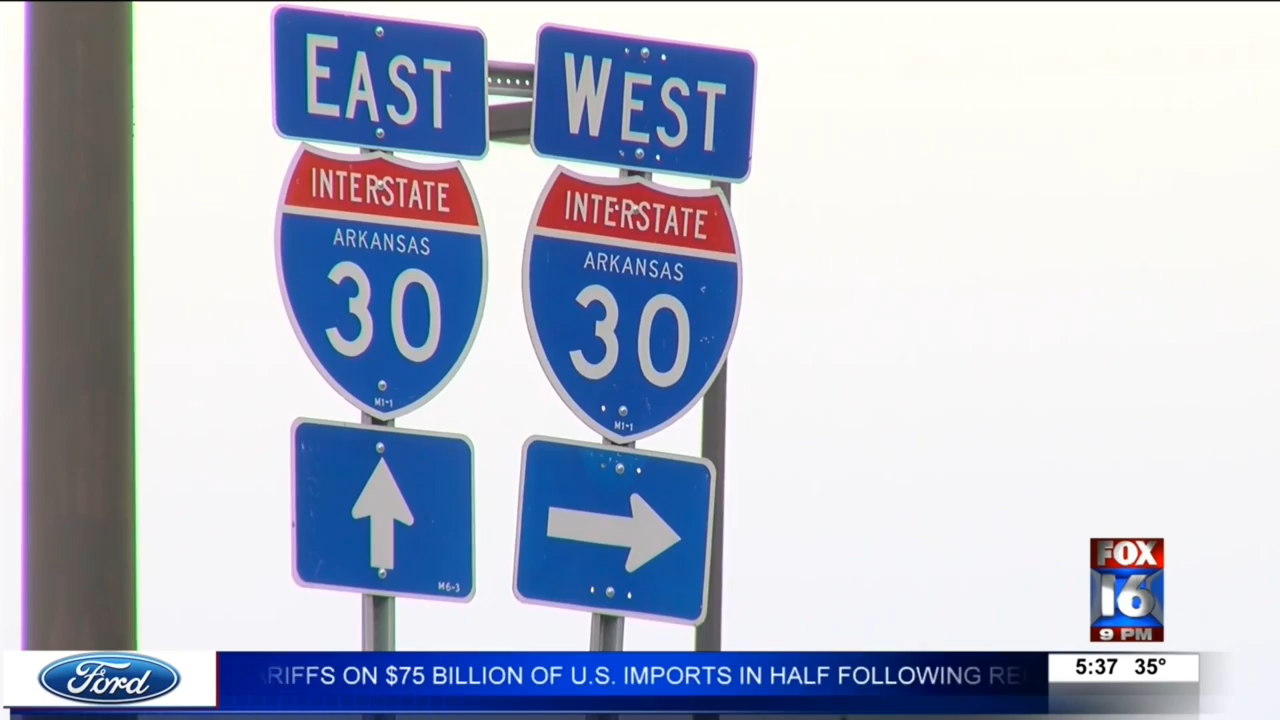 EAST
WEST
INTERSTATE
ARKANSAS
30
M1-1
INTERSTATE
ARKANSAS
30
M1-1
M6-3
FOX
16
9 PM
Ford
RIFFS ON $75 BILLION OF U.S. IMPORTS IN HALF FOLLOWING
5:37 35°